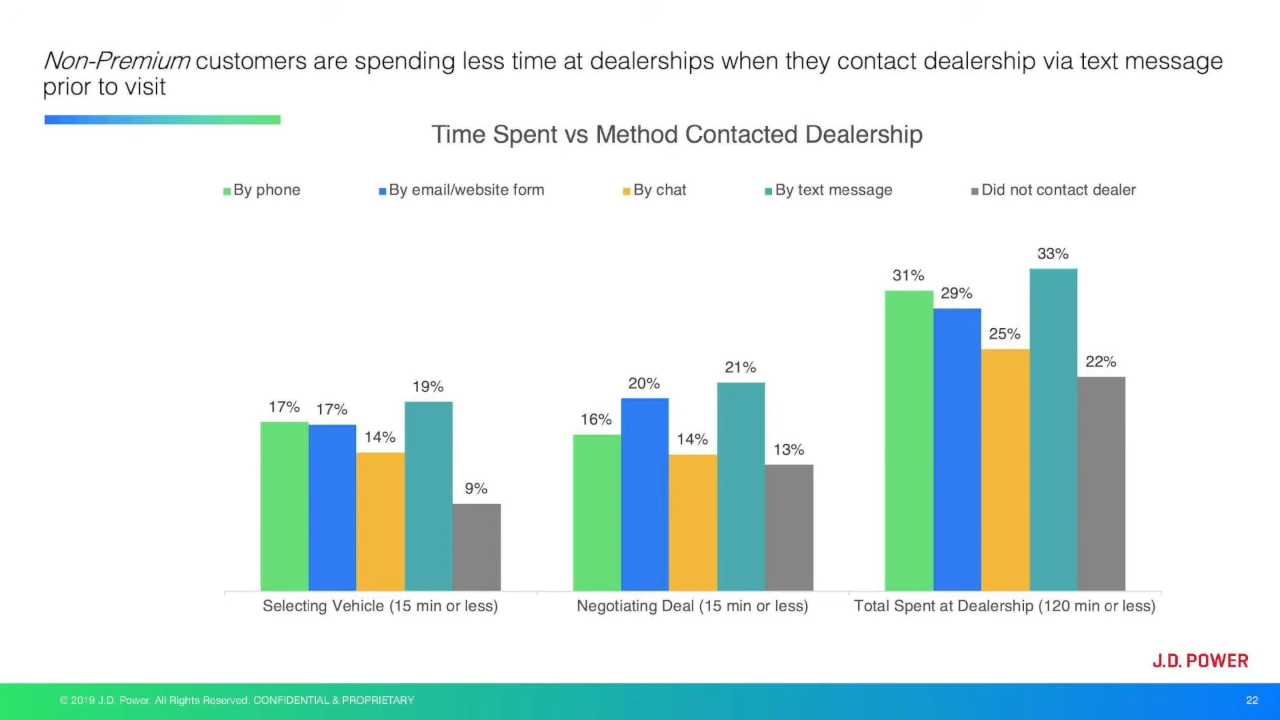 Non-Premium customers are spending less time at dealerships when they contact dealership via text message
prior to visit
Time Spent vs Method Contacted Dealership
By phone By email/website form By chat By text message Did not contact dealer
17% 17% 14% 19% 9%
16% 20% 14% 21% 13%
31% 29% 25% 33% 22%
Selecting Vehicle (15 min or less) Negotiating Deal (15 min or less) Total Spent at Dealership (120 min or less)
J.D. POWER
© 2019 J.D. Power. All Rights Reserved. CONFIDENTIAL & PROPRIETARY 22